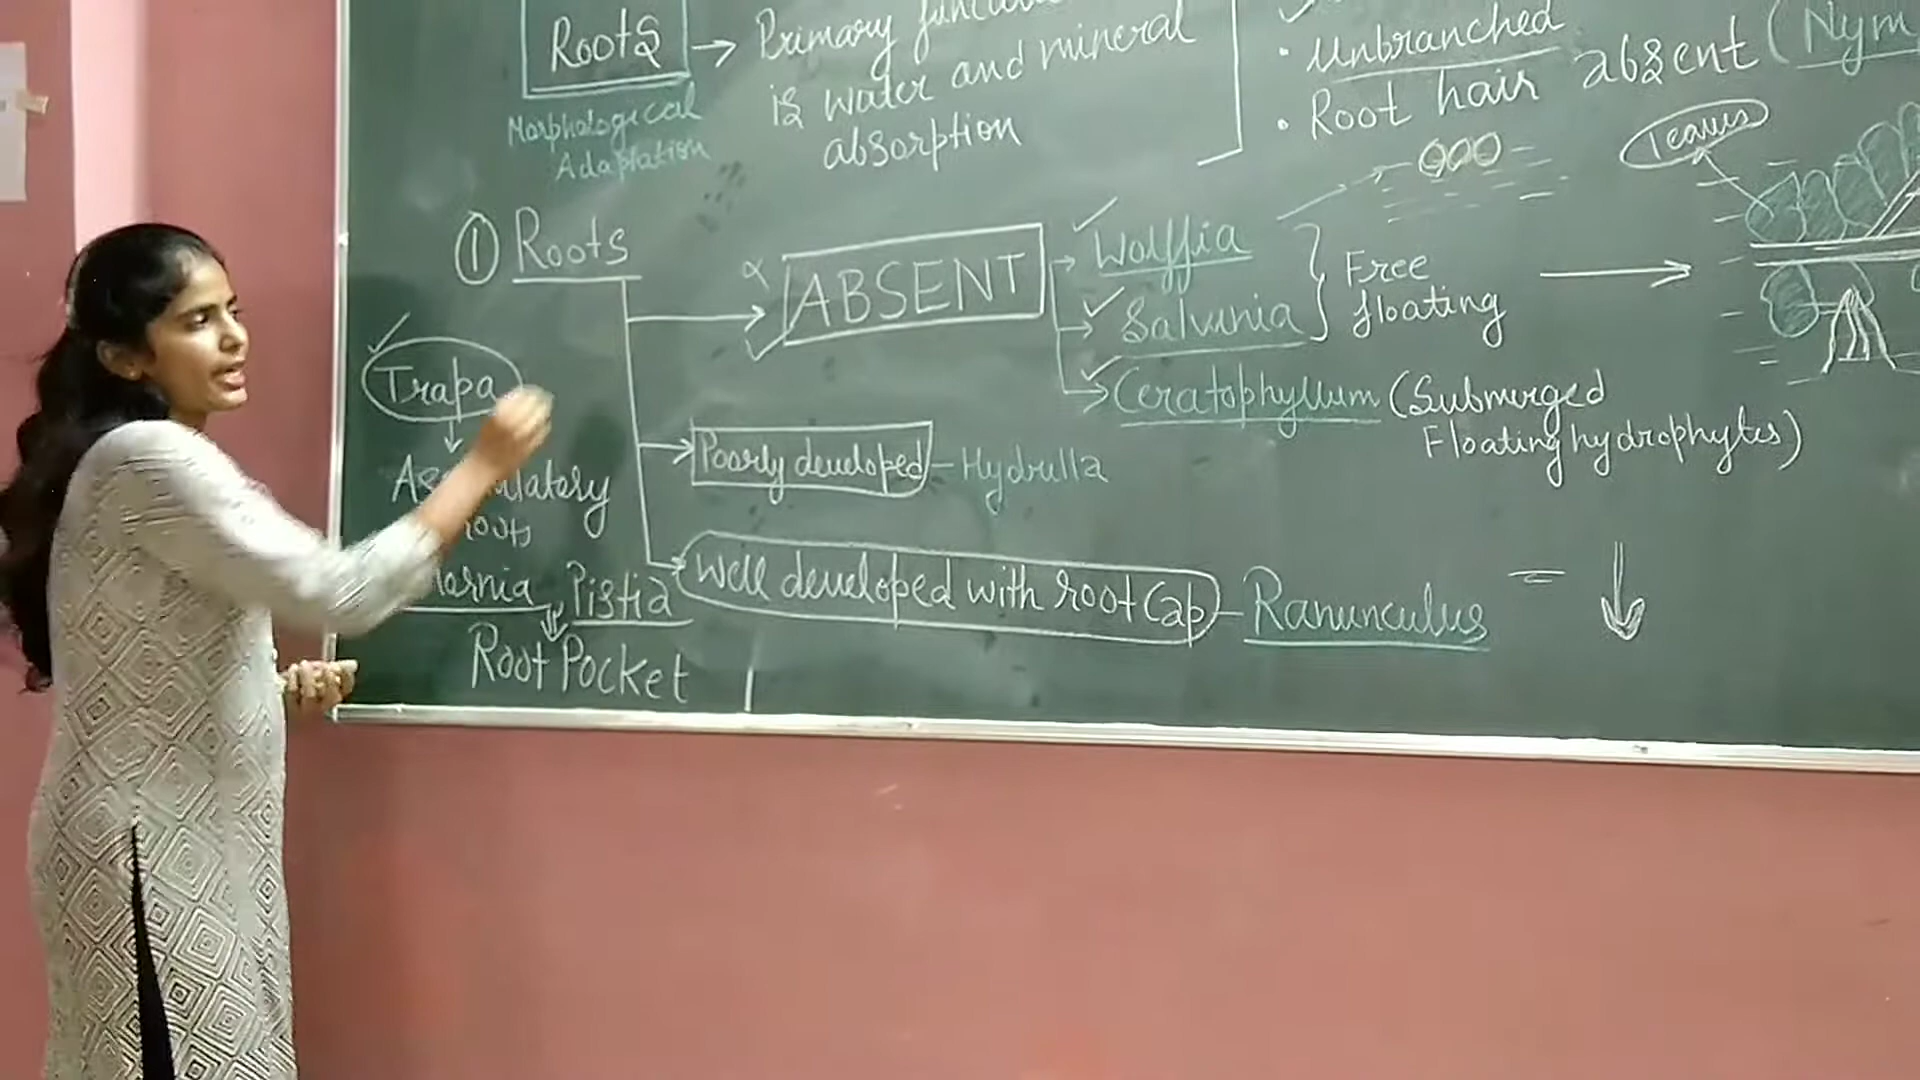 Roots → Primary
is water and mineral
absorption
Morphological
Adaptation
• Unbranched
• Root hair absent (Nym
① Roots
ABSENT
Wolffia
Salvinia
Free
floating
Ceratophyllum (Submerged
Floating hydrophytes)
Trapa
roots
Poorly developed - Hydrilla
Pistia
Root Pocket
Well developed with root Cap - Ranunculus